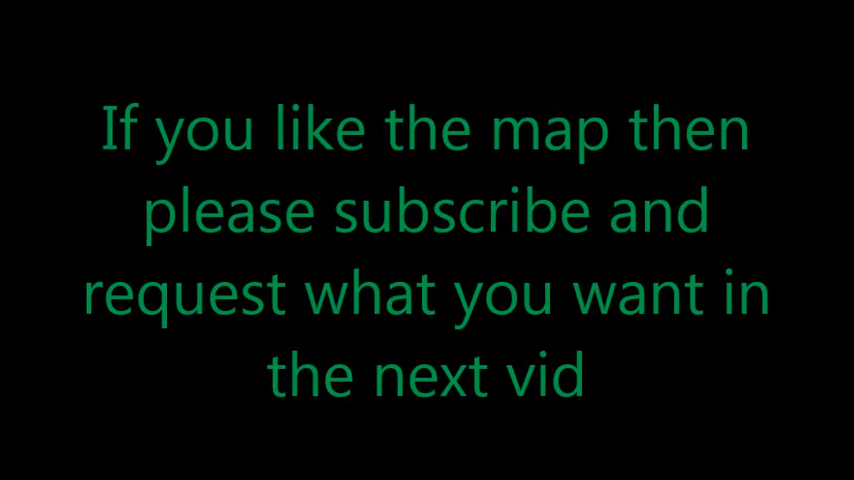 If you like the map then
please subscribe and
request what you want in
the next vid